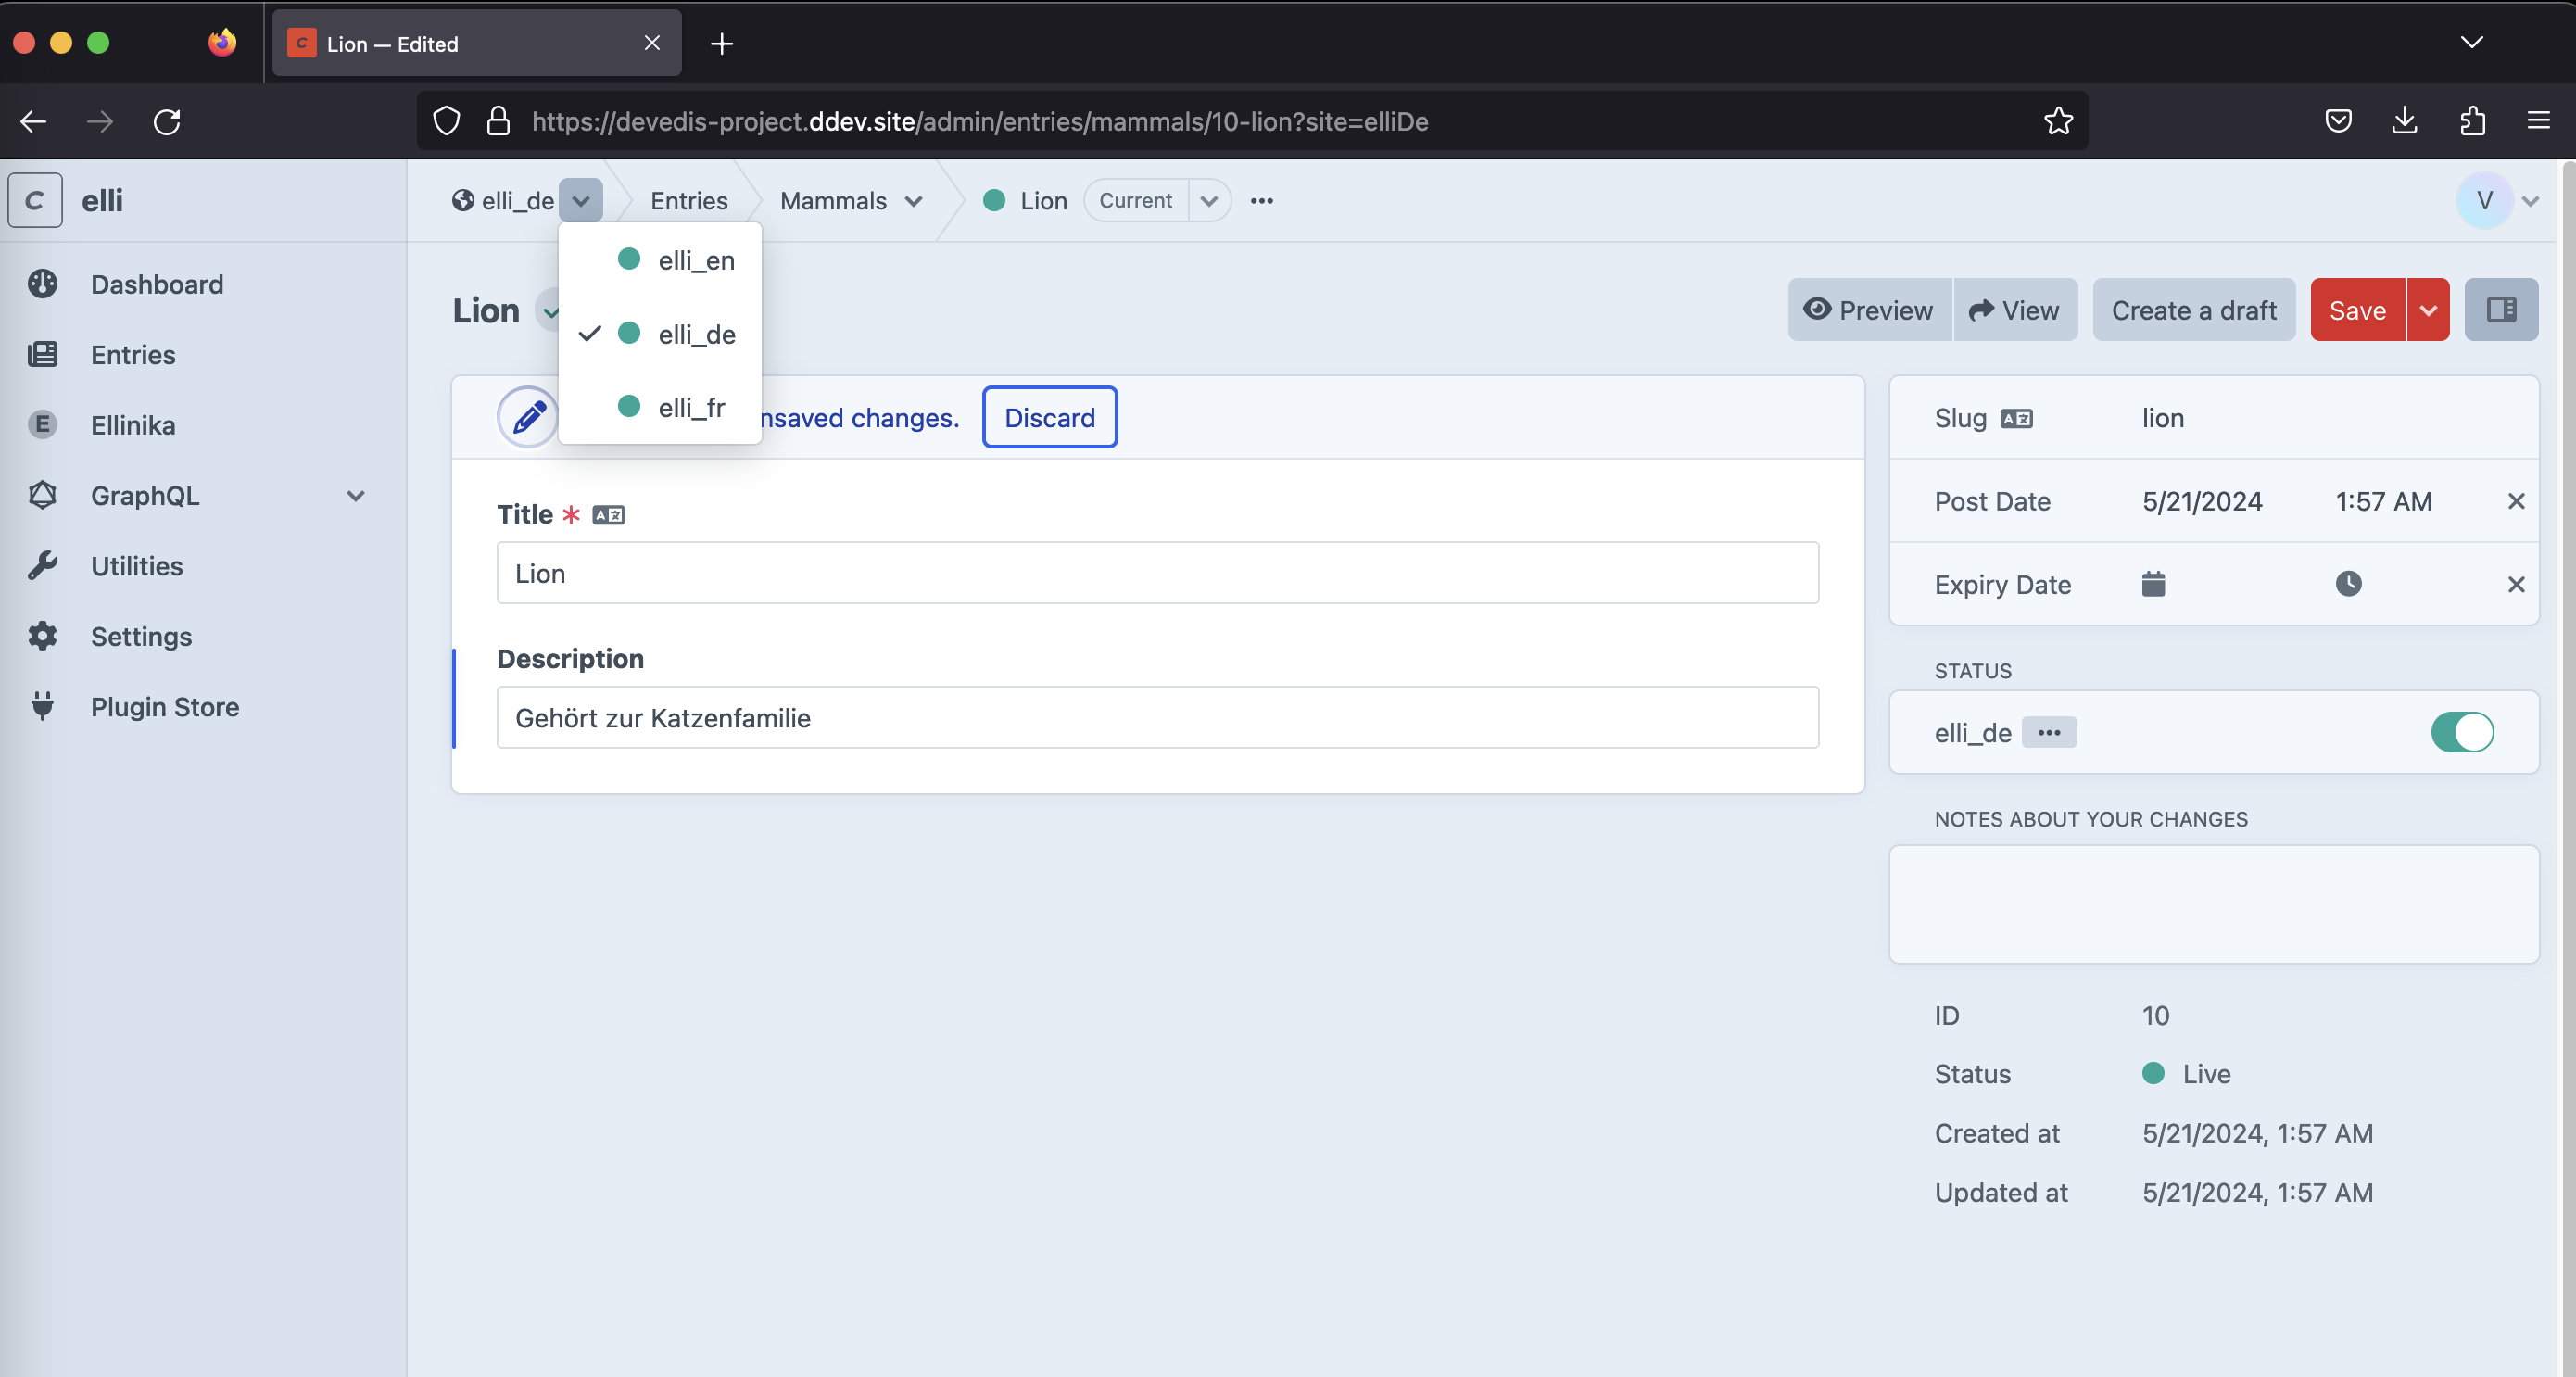 Lion — Edited
https://devedis-project.ddev.site/admin/entries/mammals/10-lion?site=elliDe
C elli
elli_de Entries Mammals Lion Current
V
elli_en
elli_de
elli_fr
Dashboard
Entries
E Ellinika
GraphQL
Utilities
Settings
Plugin Store
Lion
Preview View Create a draft Save
changes. Discard
Title *
Lion
Description
Gehört zur Katzenfamilie
Slug lion
Post Date 5/21/2024 1:57 AM
Expiry Date
STATUS
elli_de
NOTES ABOUT YOUR CHANGES
ID 10
Status Live
Created at 5/21/2024, 1:57 AM
Updated at 5/21/2024, 1:57 AM